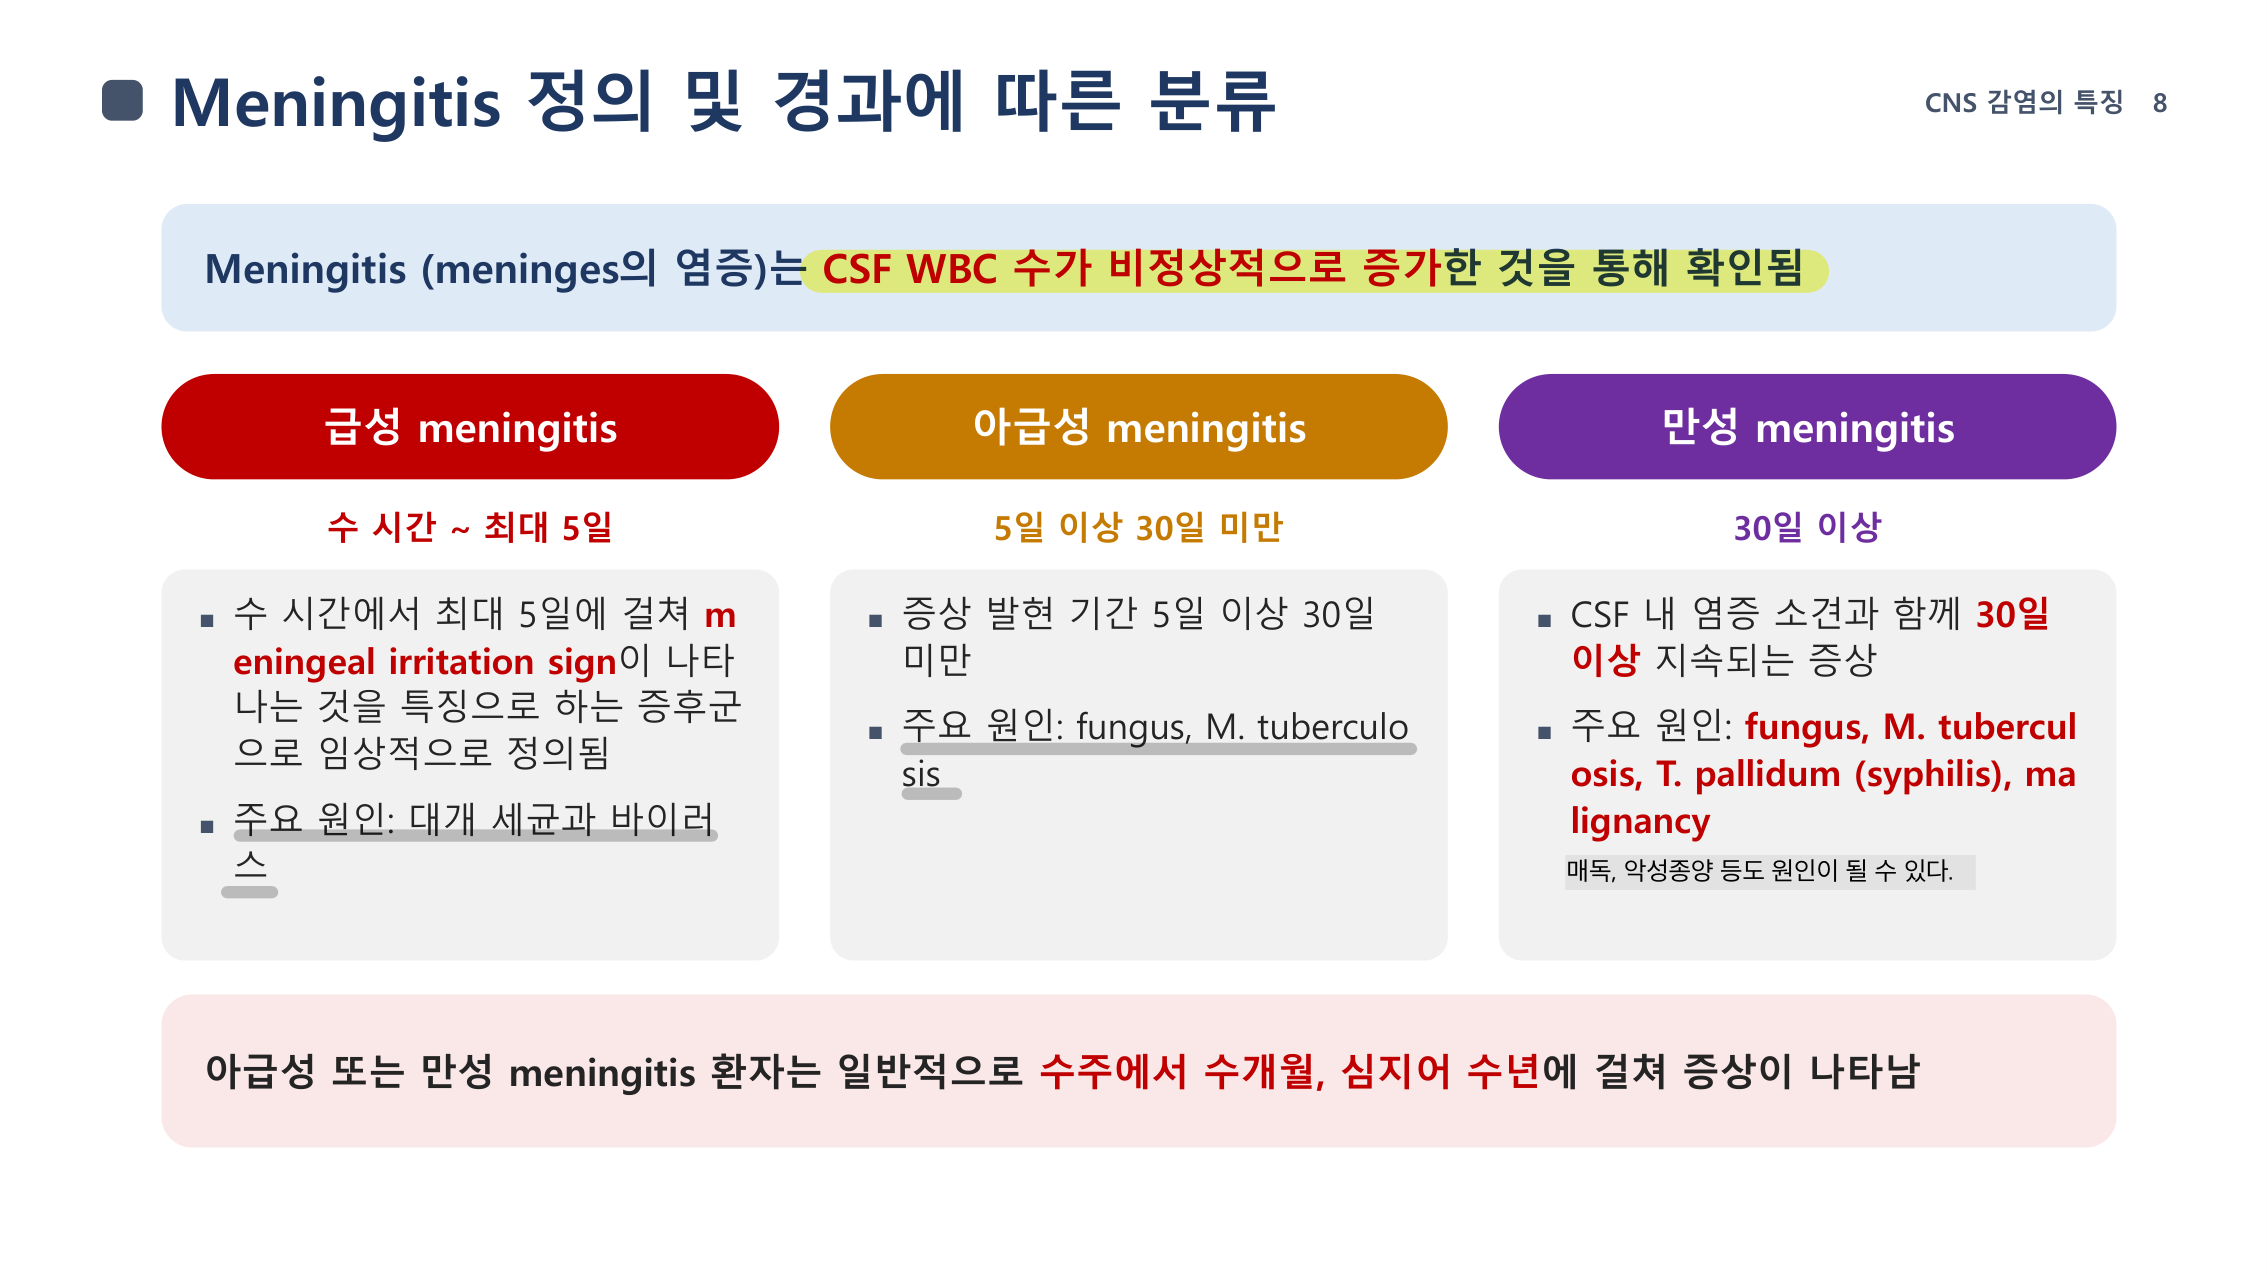 Meningitis 정의 및 경과에 따른 분류
CNS 감염의 특징 8
Meningitis (meninges의 염증)는 CSF WBC 수가 비정상적으로 증가한 것을 통해 확인됨
급성 meningitis
수 시간 ~ 최대 5일
▪ 수 시간에서 최대 5일에 걸쳐 m
eningeal irritation sign이 나타
나는 것을 특징으로 하는 증후군
으로 임상적으로 정의됨
▪ 주요 원인: 대개 세균과 바이러
스
아급성 meningitis
5일 이상 30일 미만
▪ 증상 발현 기간 5일 이상 30일
미만
▪ 주요 원인: fungus, M. tuberculo
sis
만성 meningitis
30일 이상
▪ CSF 내 염증 소견과 함께 30일
이상 지속되는 증상
▪ 주요 원인: fungus, M. tubercul
osis, T. pallidum (syphilis), ma
lignancy
매독, 악성종양 등도 원인이 될 수 있다.
아급성 또는 만성 meningitis 환자는 일반적으로 수주에서 수개월, 심지어 수년에 걸쳐 증상이 나타남